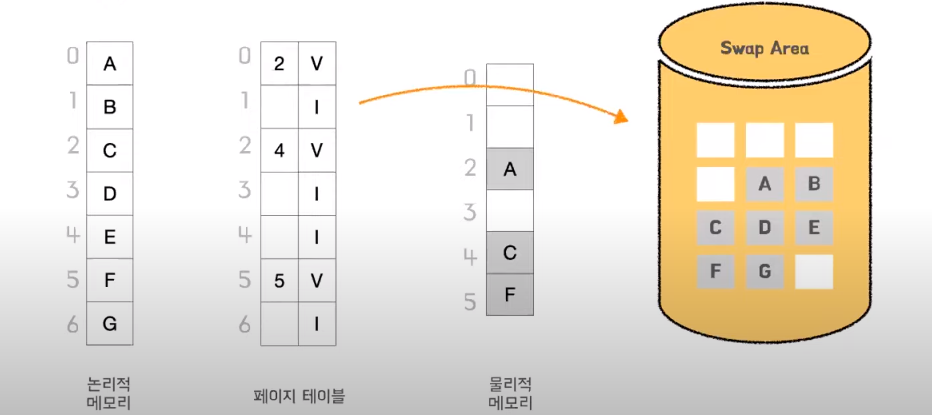 Swap Area
0 A
1 B
2 C
3 D
4 E
5 F
6 G
논리적
메모리
0 2 V
1 I
2 4 V
3 I
4 I
5 5 V
6 I
페이지 테이블
0
1
2 A
3
4 C
5 F
물리적
메모리
A B
C D E
F G